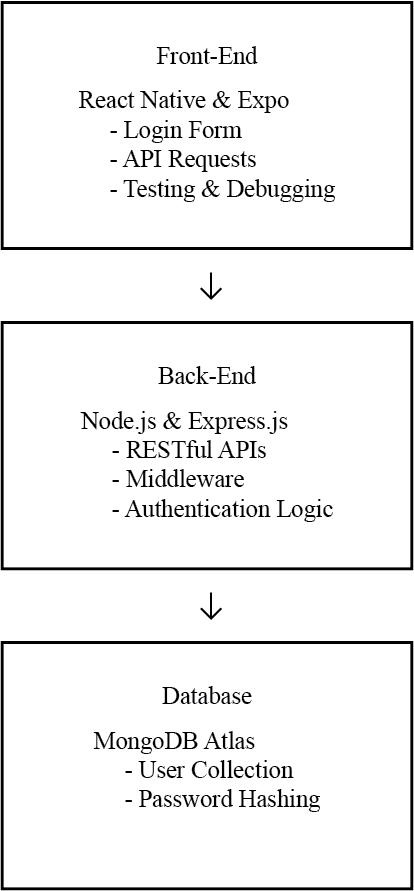 Front-End
React Native & Expo
- Login Form
- API Requests
- Testing & Debugging
Back-End
Node.js & Express.js
- RESTful APIs
- Middleware
- Authentication Logic
Database
MongoDB Atlas
- User Collection
- Password Hashing